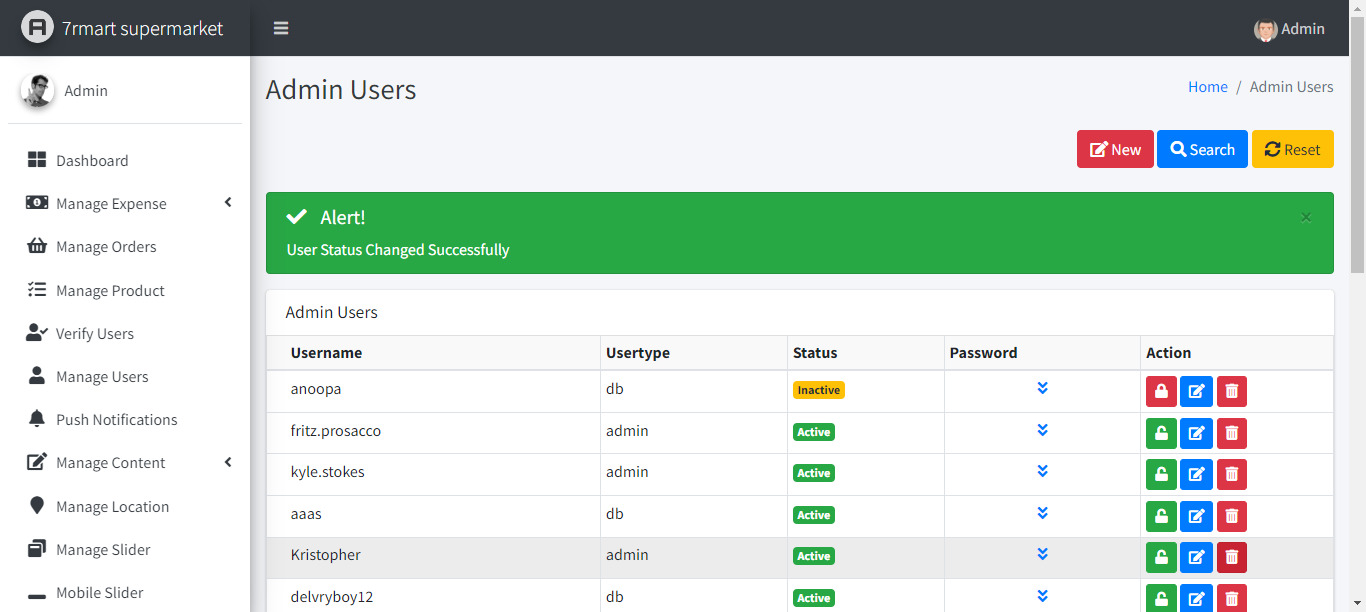 7rmart supermarket
Admin
Admin
Admin Users
Home / Admin Users
New Search Reset
Alert!
×
User Status Changed Successfully
Dashboard
Manage Expense
Manage Orders
Manage Product
Verify Users
Manage Users
Push Notifications
Manage Content
Manage Location
Manage Slider
Mobile Slider
Admin Users
Username Usertype Status Password Action
anoopa db Inactive
fritz.prosacco admin Active
kyle.stokes admin Active
aaas db Active
Kristopher admin Active
delvryboy12 db Active